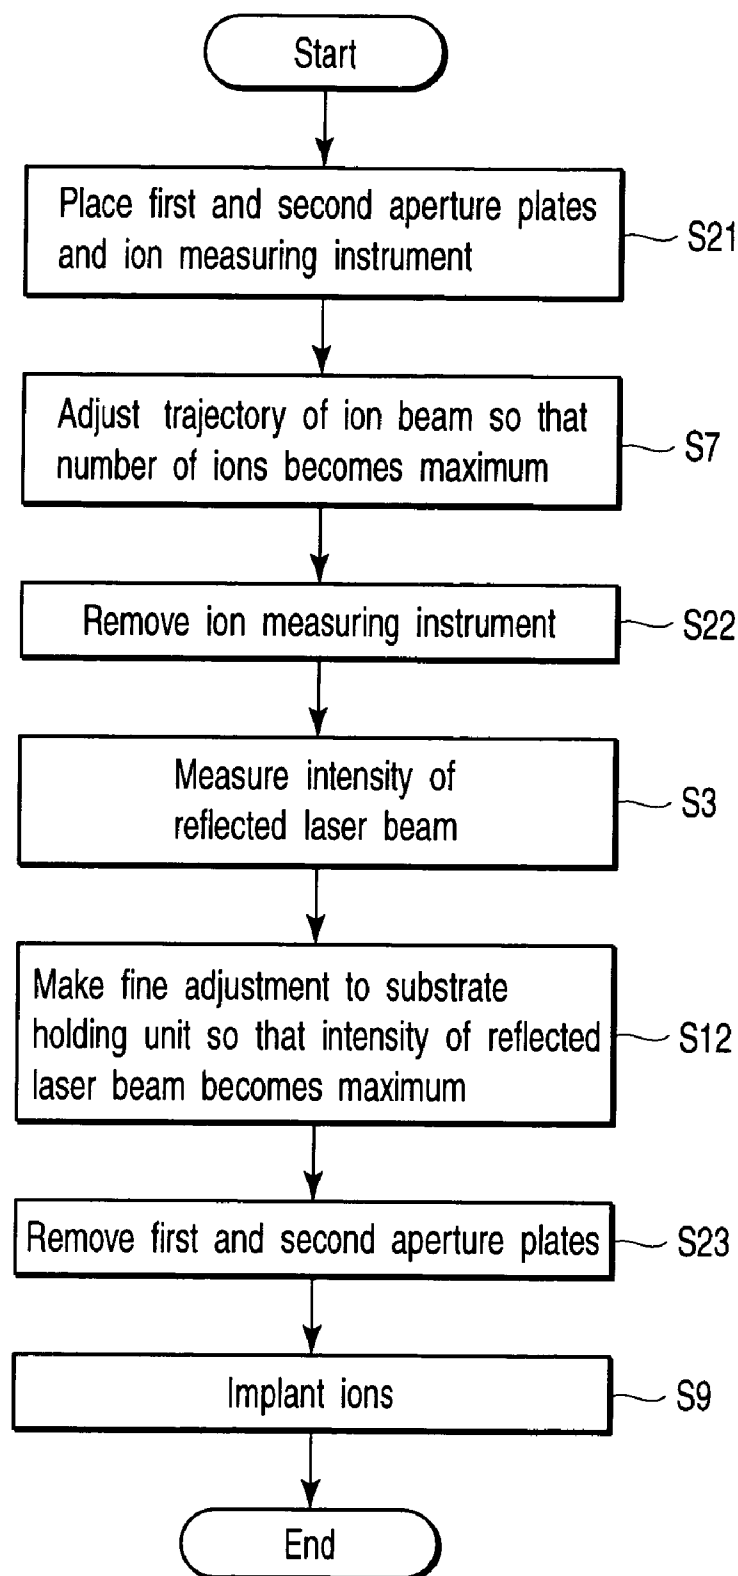 Start
Place first and second aperture plates
and ion measuring instrument
S21
Adjust trajectory of ion beam so that
number of ions becomes maximum
S7
Remove ion measuring instrument
S22
Measure intensity of
reflected laser beam
S3
Make fine adjustment to substrate
holding unit so that intensity of reflected
laser beam becomes maximum
S12
Remove first and second aperture plates
S23
Implant ions
S9
End